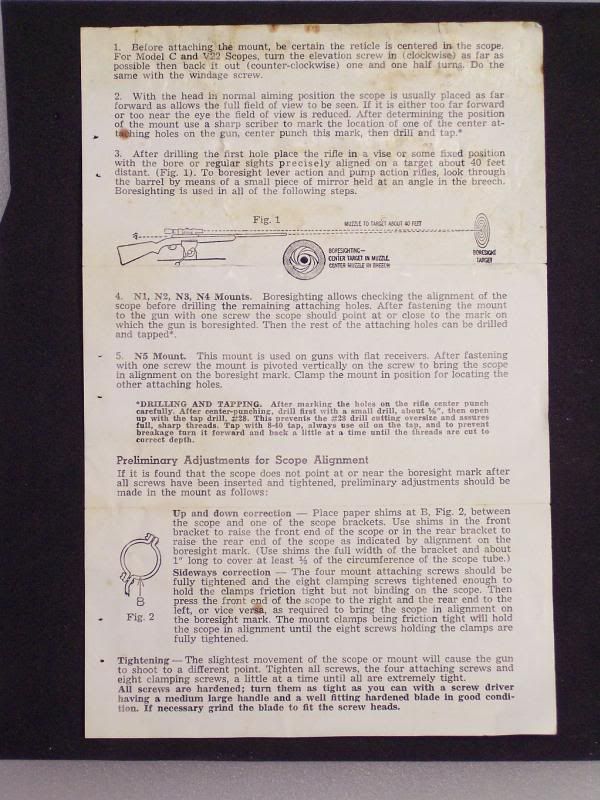 1. Before attaching the mount, be certain the reticle is centered in the scope.
For Model C and V22 Scopes, turn the elevation screw in (clockwise) as far as
possible then back it out (counter-clockwise) one and one half turns. Do the
same with the windage screw.
2. With the head in normal aiming position the scope is usually placed as far
forward as allows the full field of view to be seen. If it is either too far forward
or too near the eye the field of view is reduced. After determining the position
of the mount use a sharp scriber to mark the location of one of the center at-
taching holes on the gun, center punch this mark, then drill and tap.*
3. After drilling the first hole place the rifle in a vise or some fixed position
with the bore or regular sights precisely aligned on a target about 40 feet
distant. (Fig. 1). To boresight lever action and pump action rifles, look through
the barrel by means of a small piece of mirror held at an angle in the breech.
Boresighting is used in all of the following steps.
Fig. 1
MUZZLE TO TARGET ABOUT 40 FEET
BORESIGHTING—
CENTER TARGET IN MUZZLE.
CENTER MUZZLE IN BREECH
BORESIGHT
TARGET
4. N1, N2, N3, N4 Mounts. Boresighting allows checking the alignment of the
scope before drilling the remaining attaching holes. After fastening the mount
to the gun with one screw the scope should point at or close to the mark on
which the gun is boresighted. Then the rest of the attaching holes can be drilled
and tapped*.
5. N5 Mount. This mount is used on guns with flat receivers. After fastening
with one screw the mount is pivoted vertically on the screw to bring the scope
in alignment on the boresight mark. Clamp the mount in position for locating the
other attaching holes.
*DRILLING AND TAPPING. After marking the holes on the rifle center punch
carefully. After center-punching, drill first with a small drill, about ⅛", then open
up with the tap drill, #28. This prevents the #28 drill cutting oversize and assures
full, sharp threads. Tap with 8-40 tap, always use oil on the tap, and to prevent
breakage turn it forward and back a little at a time until the threads are cut to
correct depth.
Preliminary Adjustments for Scope Alignment
If it is found that the scope does not point at or near the boresight mark after
all screws have been inserted and tightened, preliminary adjustments should be
made in the mount as follows:
Up and down correction — Place paper shims at B, Fig. 2, between
the scope and one of the scope brackets. Use shims in the front
bracket to raise the front end of the scope or in the rear bracket to
raise the rear end of the scope as indicated by alignment on the
boresight mark. (Use shims the full width of the bracket and about
1" long to cover at least ⅓ of the circumference of the scope tube.)
Sideways correction — The four mount attaching screws should be
fully tightened and the eight clamping screws tightened enough to
hold the clamps friction tight but not binding on the scope. Then
press the front end of the scope to the right and the rear end to the
left, or vice versa, as required to bring the scope in alignment on
the boresight mark. The mount clamps being friction tight will hold
the scope in alignment until the eight screws holding the clamps are
fully tightened.
B
Fig. 2
Tightening — The slightest movement of the scope or mount will cause the gun
to shoot to a different point. Tighten all screws, the four attaching screws and
eight clamping screws, a little at a time until all are extremely tight.
All screws are hardened; turn them as tight as you can with a screw driver
having a medium large handle and a well fitting hardened blade in good condi-
tion. If necessary grind the blade to fit the screw heads.